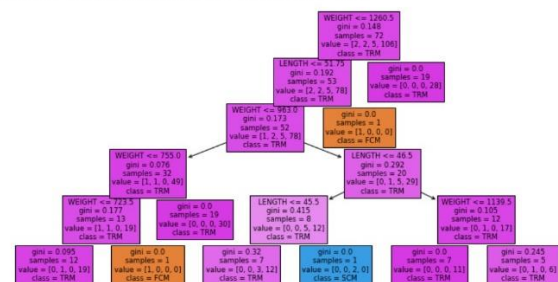 WEIGHT <= 1260.5
gini = 0.148
samples = 72
value = [2, 2, 5, 106]
class = TRM
LENGTH <= 51.75
gini = 0.192
samples = 53
value = [2, 2, 5, 78]
class = TRM
gini = 0.0
samples = 19
value = [0, 0, 0, 28]
class = TRM
WEIGHT <= 983.0
gini = 0.173
samples = 52
value = [1, 2, 5, 78]
class = TRM
gini = 0.0
samples = 1
value = [1, 0, 0, 0]
class = FCM
WEIGHT <= 755.0
gini = 0.076
samples = 32
value = [1, 1, 0, 49]
class = TRM
LENGTH <= 46.5
gini = 0.292
samples = 20
value = [0, 1, 5, 29]
class = TRM
WEIGHT <= 723.5
gini = 0.177
samples = 13
value = [1, 1, 0, 19]
class = TRM
gini = 0.0
samples = 19
value = [0, 0, 0, 30]
class = TRM
LENGTH <= 45.5
gini = 0.415
samples = 8
value = [0, 0, 5, 12]
class = TRM
WEIGHT <= 1139.5
gini = 0.105
samples = 12
value = [0, 1, 0, 17]
class = TRM
gini = 0.095
samples = 12
value = [0, 1, 0, 19]
class = TRM
gini = 0.0
samples = 1
value = [1, 0, 0, 0]
class = FCM
gini = 0.32
samples = 7
value = [0, 0, 3, 12]
class = TRM
gini = 0.0
samples = 1
value = [0, 0, 2, 0]
class = SCM
gini = 0.0
samples = 7
value = [0, 0, 0, 11]
class = TRM
gini = 0.245
samples = 5
value = [0, 1, 0, 6]
class = TRM